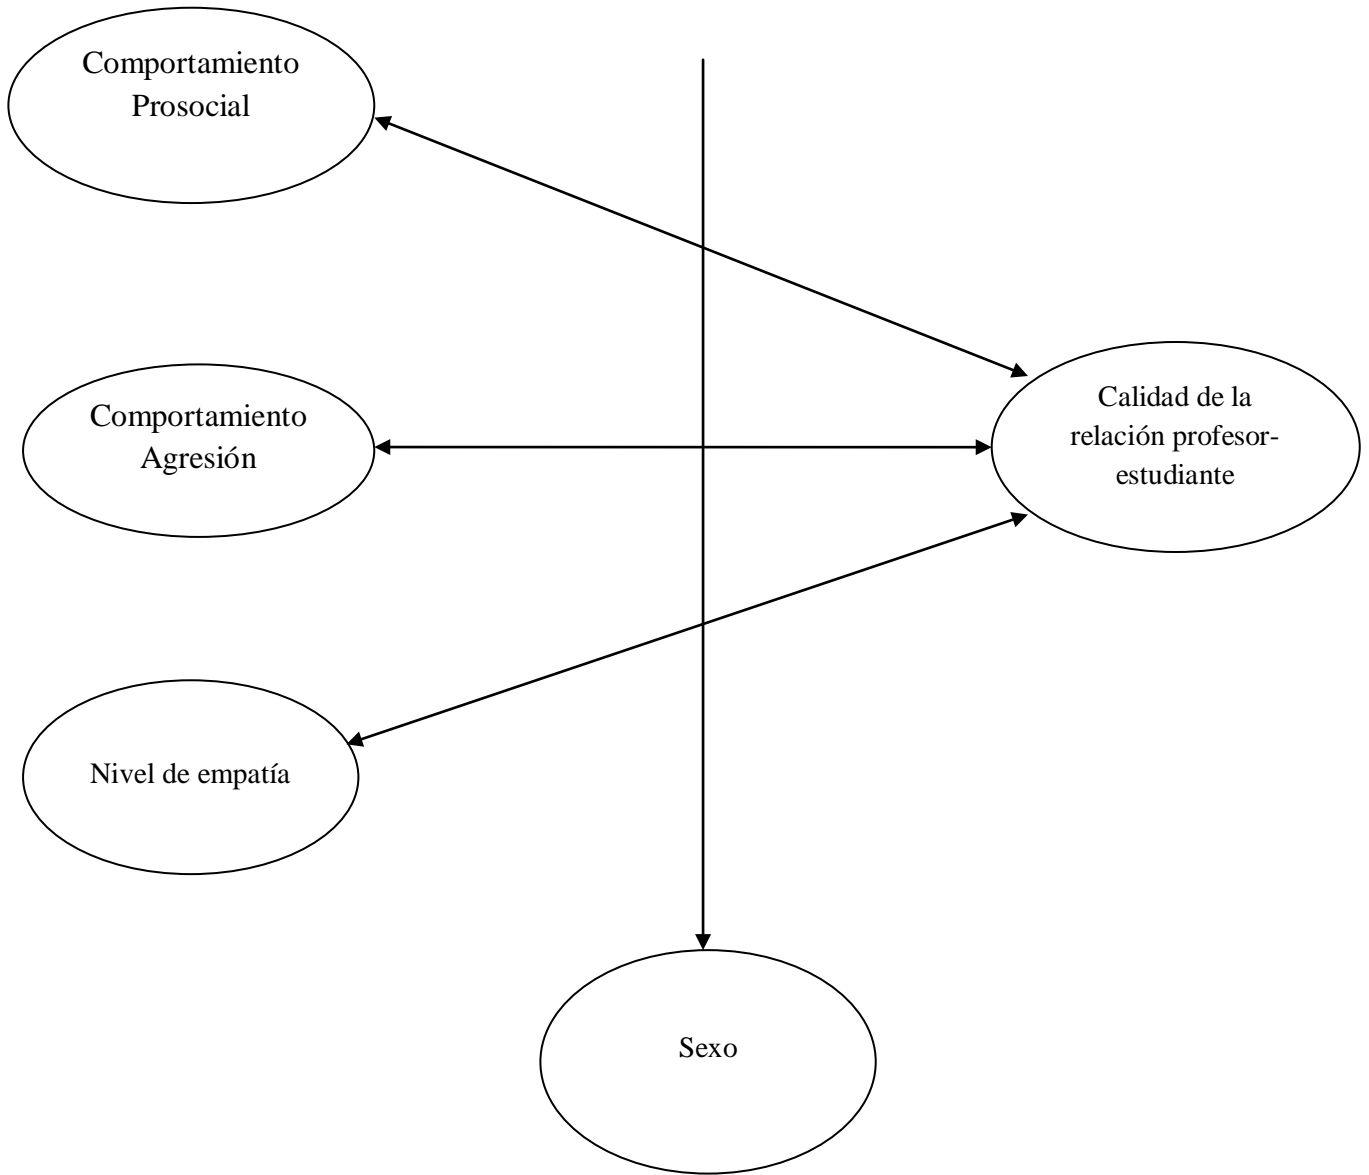 Comportamiento
Prosocial
Comportamiento
Agresión
Calidad de la
relación profesor-
estudiante
Nivel de empatía
Sexo